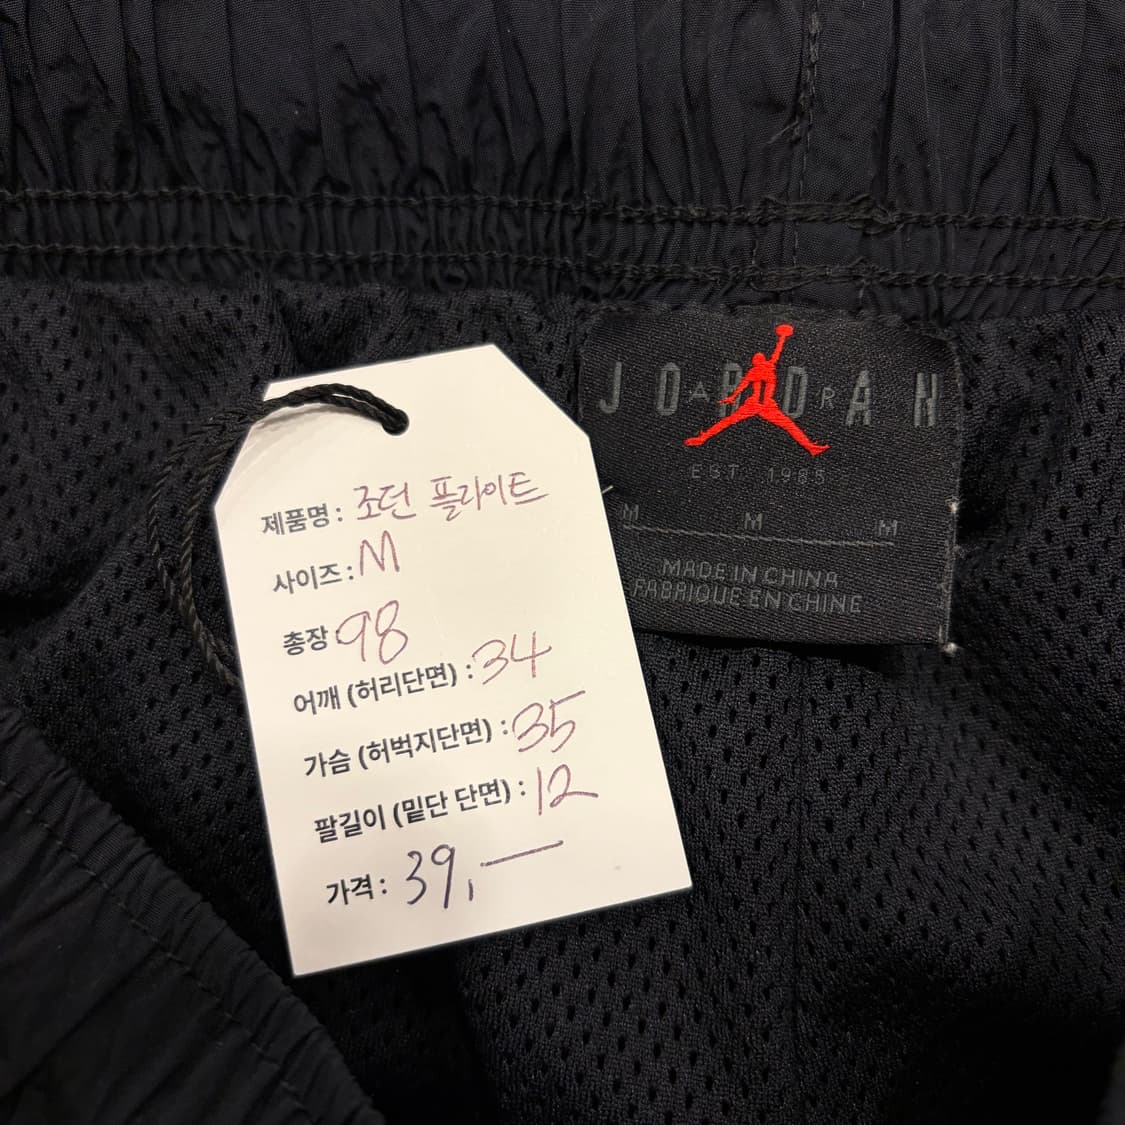 제품명 : 조던 플라이트
사이즈 : M
총장 : 98
어깨 (허리단면) : 34
가슴 (허벅지단면) : 35
팔길이 (밑단 단면) : 12
가격 : 39,—
JORDAN
AIR
EST. 1985
M M M
MADE IN CHINA
FABRIQUE EN CHINE